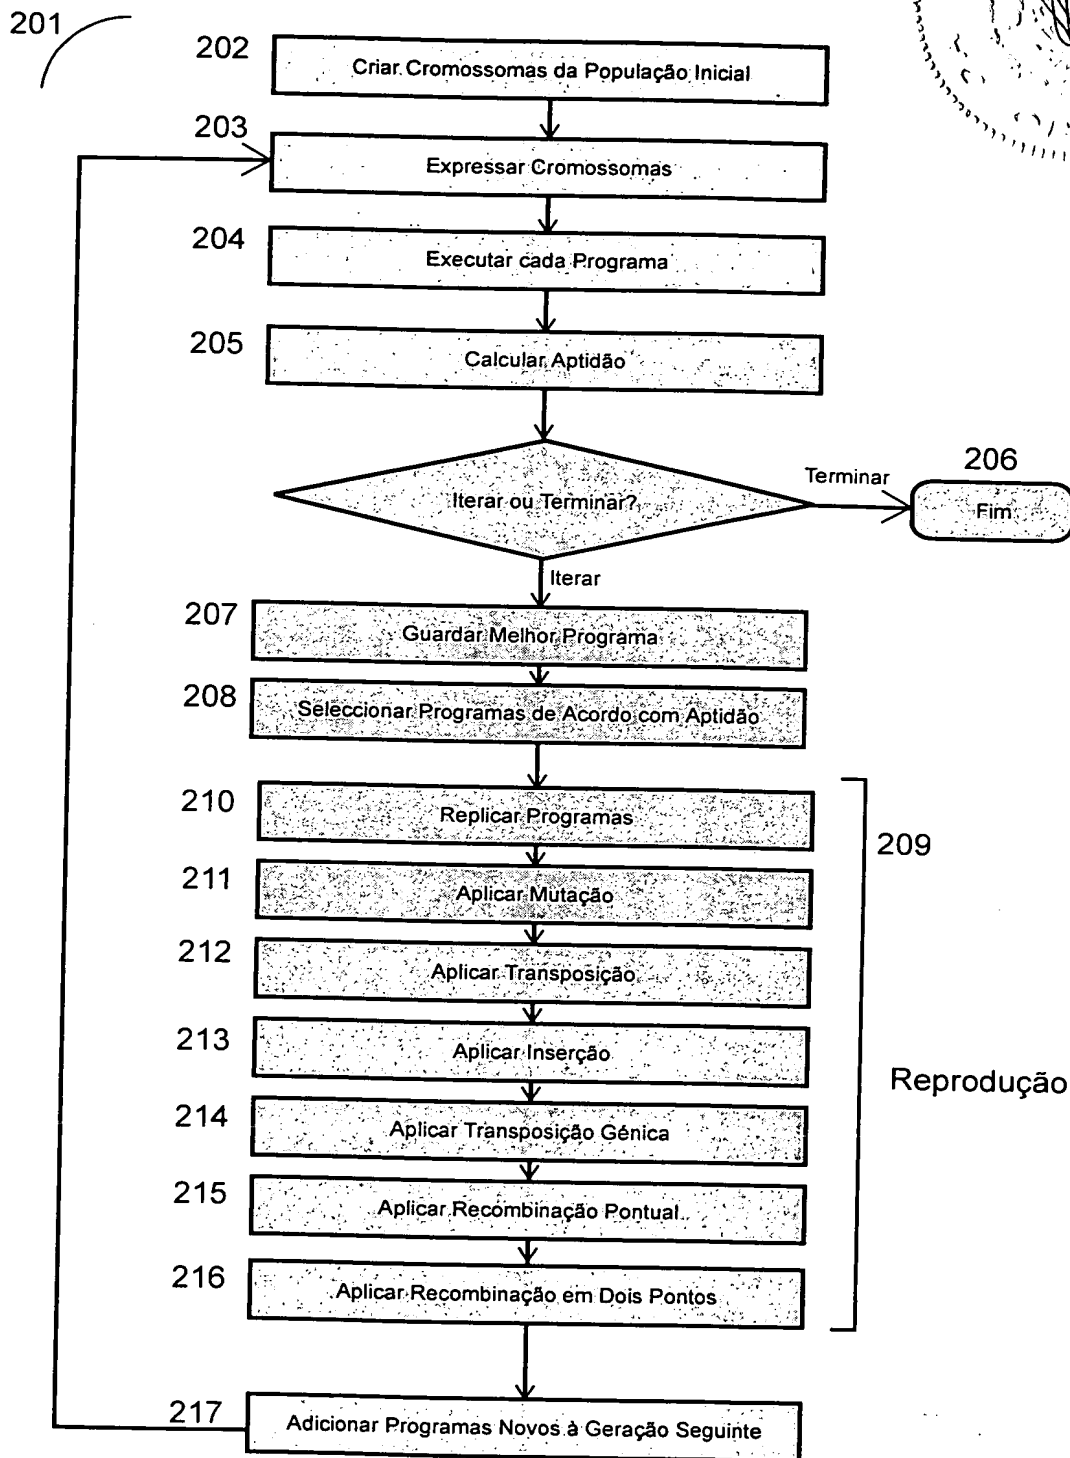 201
202
Criar Cromossomas da População Inicial
203
Expressar Cromossomas
204
Executar cada Programa
205
Calcular Aptidão
Iterar ou Terminar?
Terminar
206
Fim
Iterar
207
Guardar Melhor Programa
208
Seleccionar Programas de Acordo com Aptidão
210
Replicar Programas
209
211
Aplicar Mutação
212
Aplicar Transposição
213
Aplicar Inserção
Reprodução
214
Aplicar Transposição Génica
215
Aplicar Recombinação Pontual
216
Aplicar Recombinação em Dois Pontos
217
Adicionar Programas Novos à Geração Seguinte